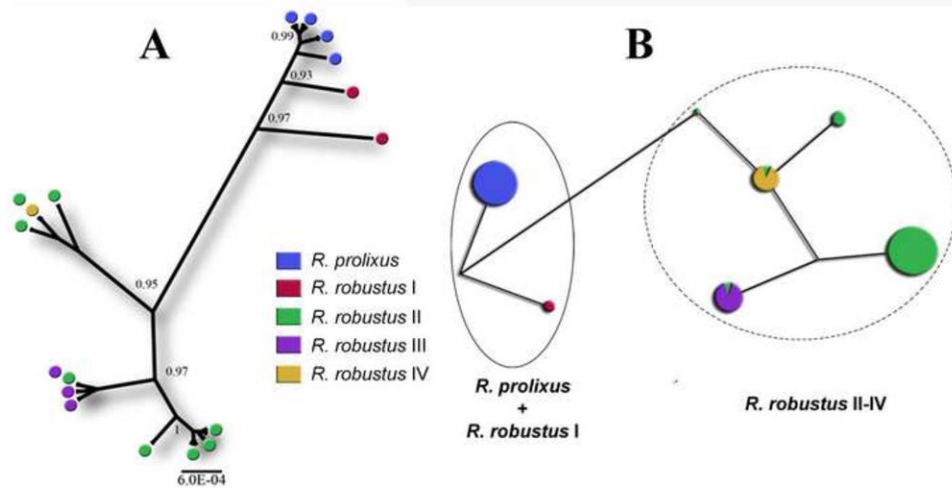 A
B
0.99
0.93
0.97
0.95
0.97
1
6.0E-04
R. prolixus
R. robustus I
R. robustus II
R. robustus III
R. robustus IV
R. prolixus
+
R. robustus I
R. robustus II-IV